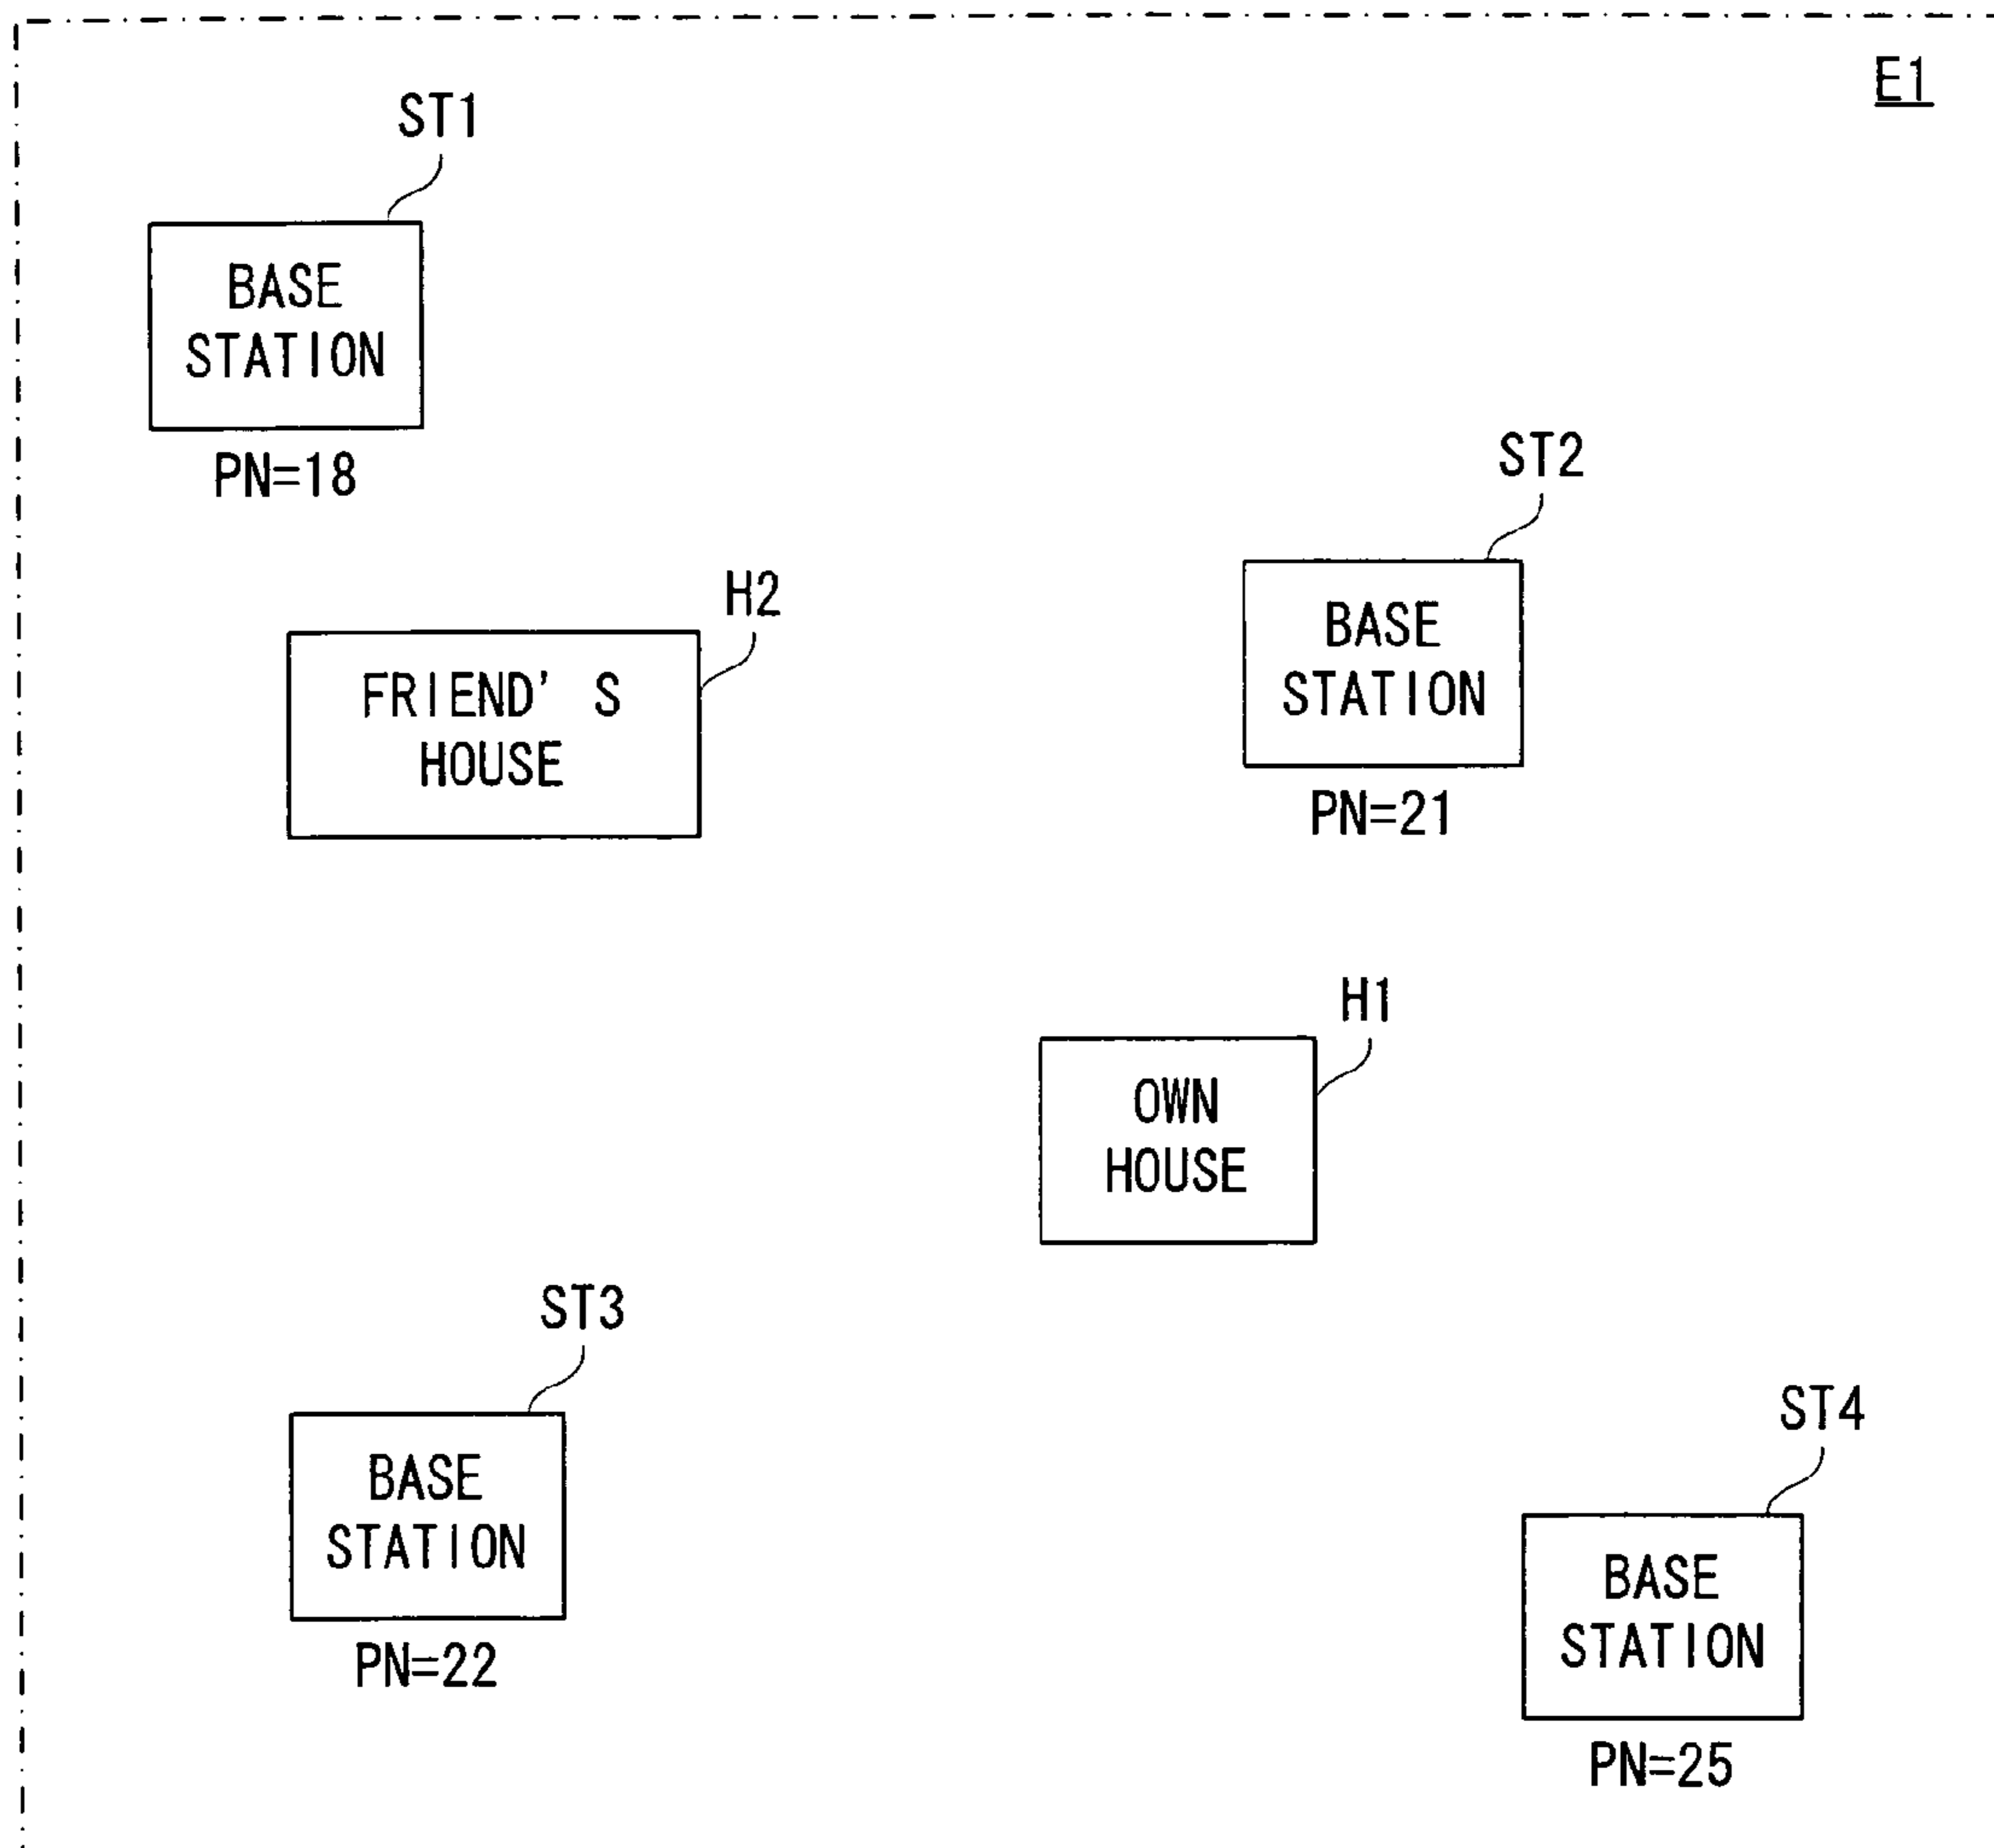 E1
ST1
BASE
STATION
PN=18
ST2
BASE
STATION
PN=21
H2
FRIEND' S
HOUSE
H1
OWN
HOUSE
ST3
BASE
STATION
PN=22
ST4
BASE
STATION
PN=25